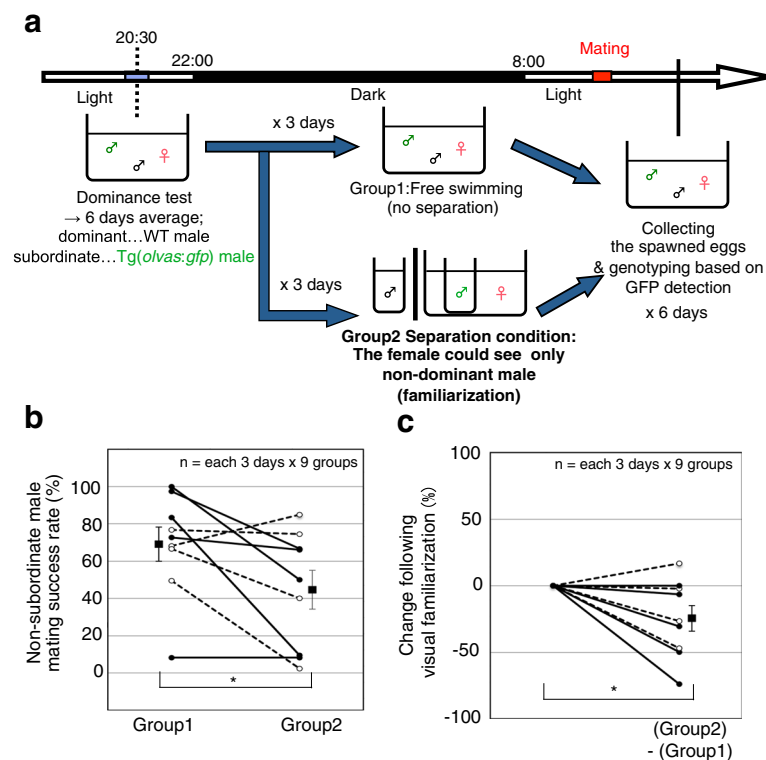 a
20:30
22:00
8:00
Mating
Light
Dark
Light
x 3 days
♂
♂
♀
♂
♂
♀
♂
♂
♀
Dominance test
→ 6 days average;
dominant…WT male
subordinate…Tg(olvas:gfp) male
Group1:Free swimming
(no separation)
Collecting
the spawned eggs
& genotyping based on
GFP detection
x 6 days
x 3 days
♂
♂
♀
Group2 Separation condition:
The female could see only
non-dominant male
(familiarization)
b
n = each 3 days x 9 groups
Non-subordinate male
mating success rate (%)
100
80
60
40
20
0
*
Group1
Group2
c
n = each 3 days x 9 groups
Change following
visual familiarization (%)
100
50
0
-50
-100
*
(Group2)
- (Group1)